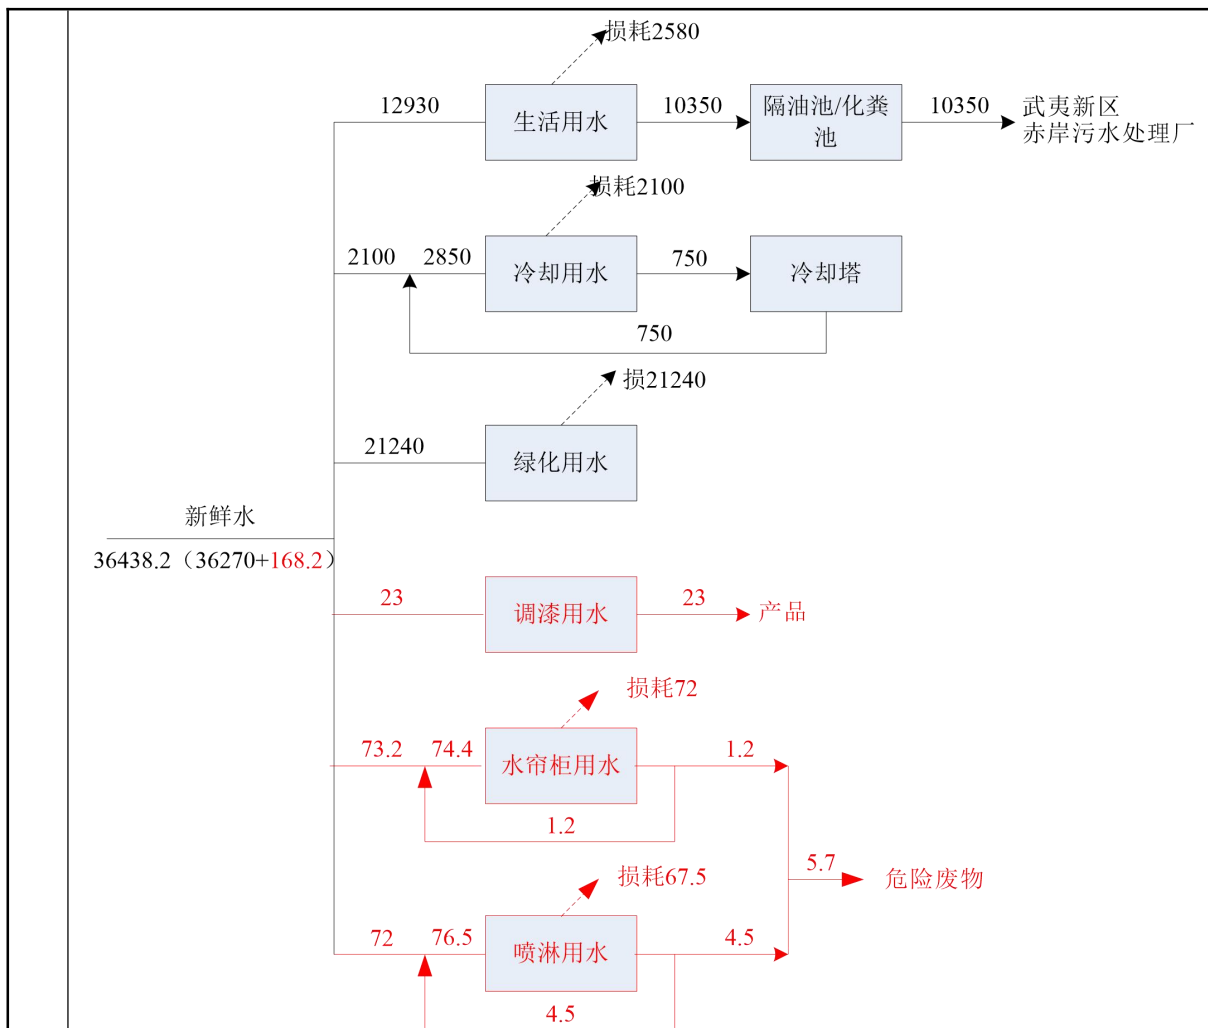 损耗2580
12930
生活用水
10350
隔油池/化粪
池
10350
武夷新区
赤岸污水处理厂
损耗2100
2100
2850
冷却用水
750
冷却塔
750
损21240
21240
绿化用水
新鲜水
36438.2（36270+168.2）
23
调漆用水
23
产品
损耗72
73.2
74.4
水帘柜用水
1.2
1.2
损耗67.5
5.7
危险废物
72
76.5
喷淋用水
4.5
4.5